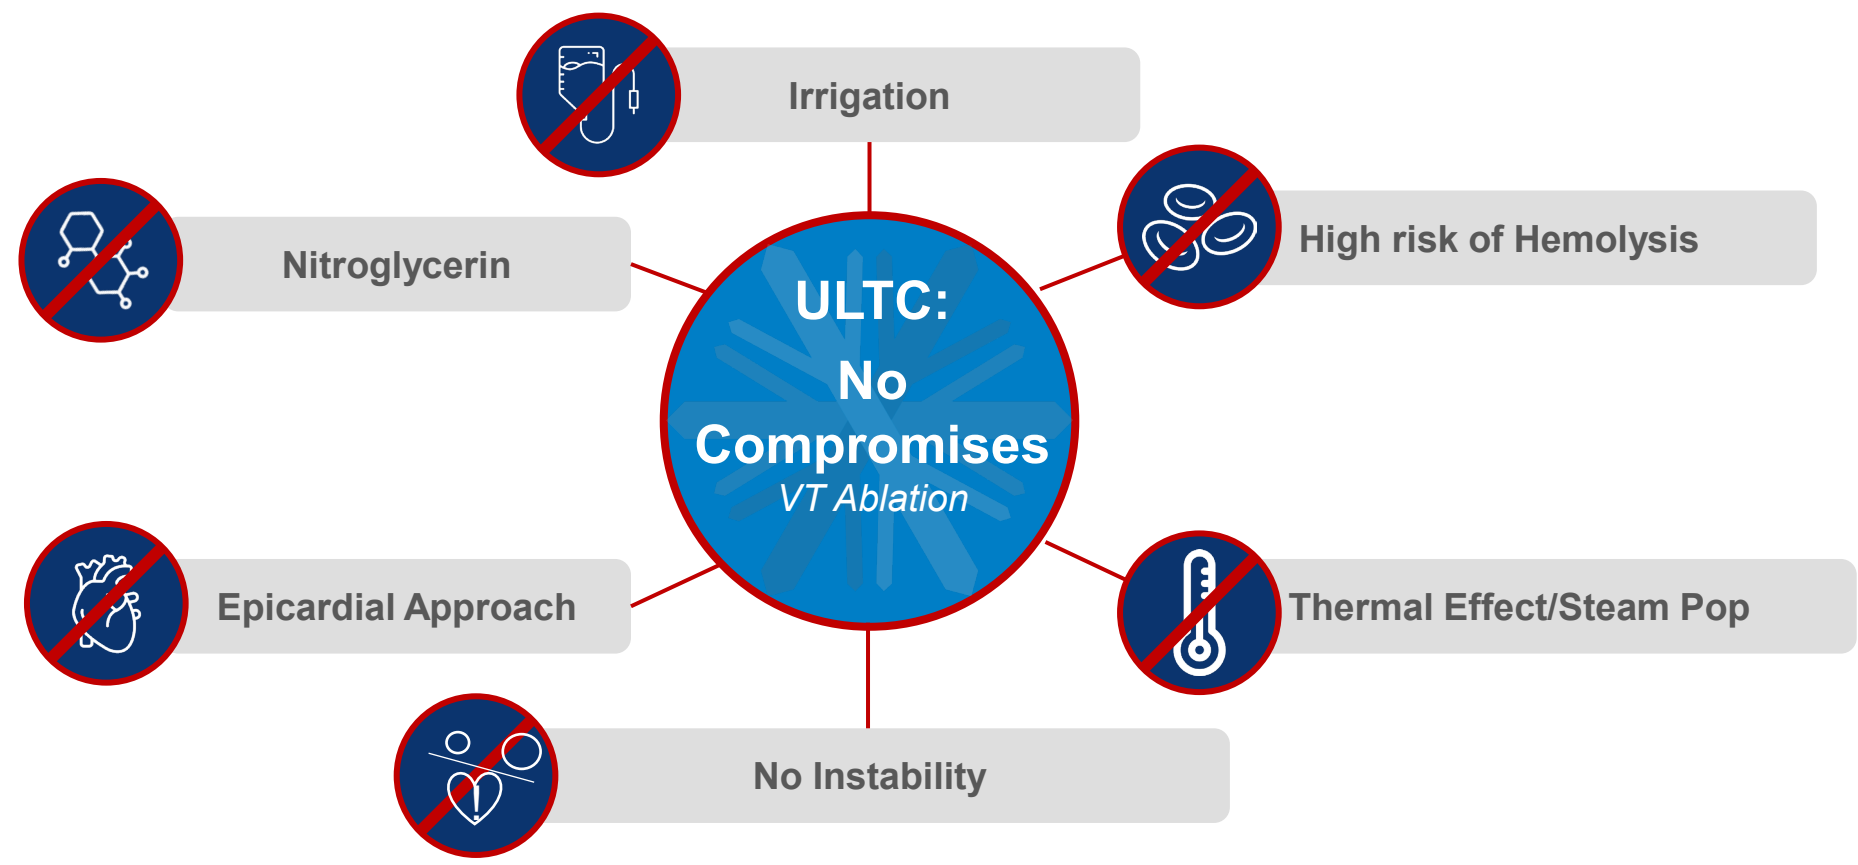 Irrigation
High risk of Hemolysis
Nitroglycerin
ULTC:
No
Compromises
VT Ablation
Epicardial Approach
Thermal Effect/Steam Pop
No Instability